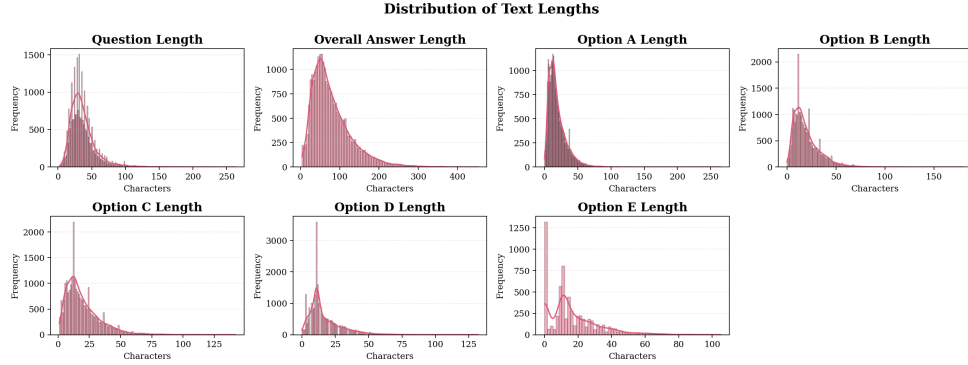 Distribution of Text Lengths
Question Length
Overall Answer Length
Option A Length
Option B Length
Frequency
1500
1000
500
0
0 50 100 150 200 250
Characters
Frequency
1000
750
500
250
0
0 100 200 300 400
Characters
Frequency
1000
750
500
250
0
0 50 100 150 200 250
Characters
Frequency
2000
1500
1000
500
0
0 50 100 150
Characters
Option C Length
Option D Length
Option E Length
Frequency
2000
1500
1000
500
0
0 25 50 75 100 125
Characters
Frequency
3000
2000
1000
0
0 25 50 75 100 125
Characters
Frequency
1250
1000
750
500
250
0
0 20 40 60 80 100
Characters